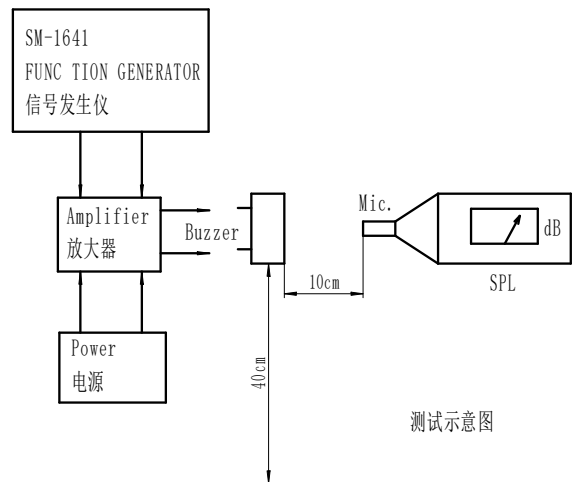 SM-1641
FUNC TION GENERATOR
信号发生仪
Amplifier
放大器
Buzzer
Mic.
dB
SPL
10cm
Power
电源
40cm
测试示意图